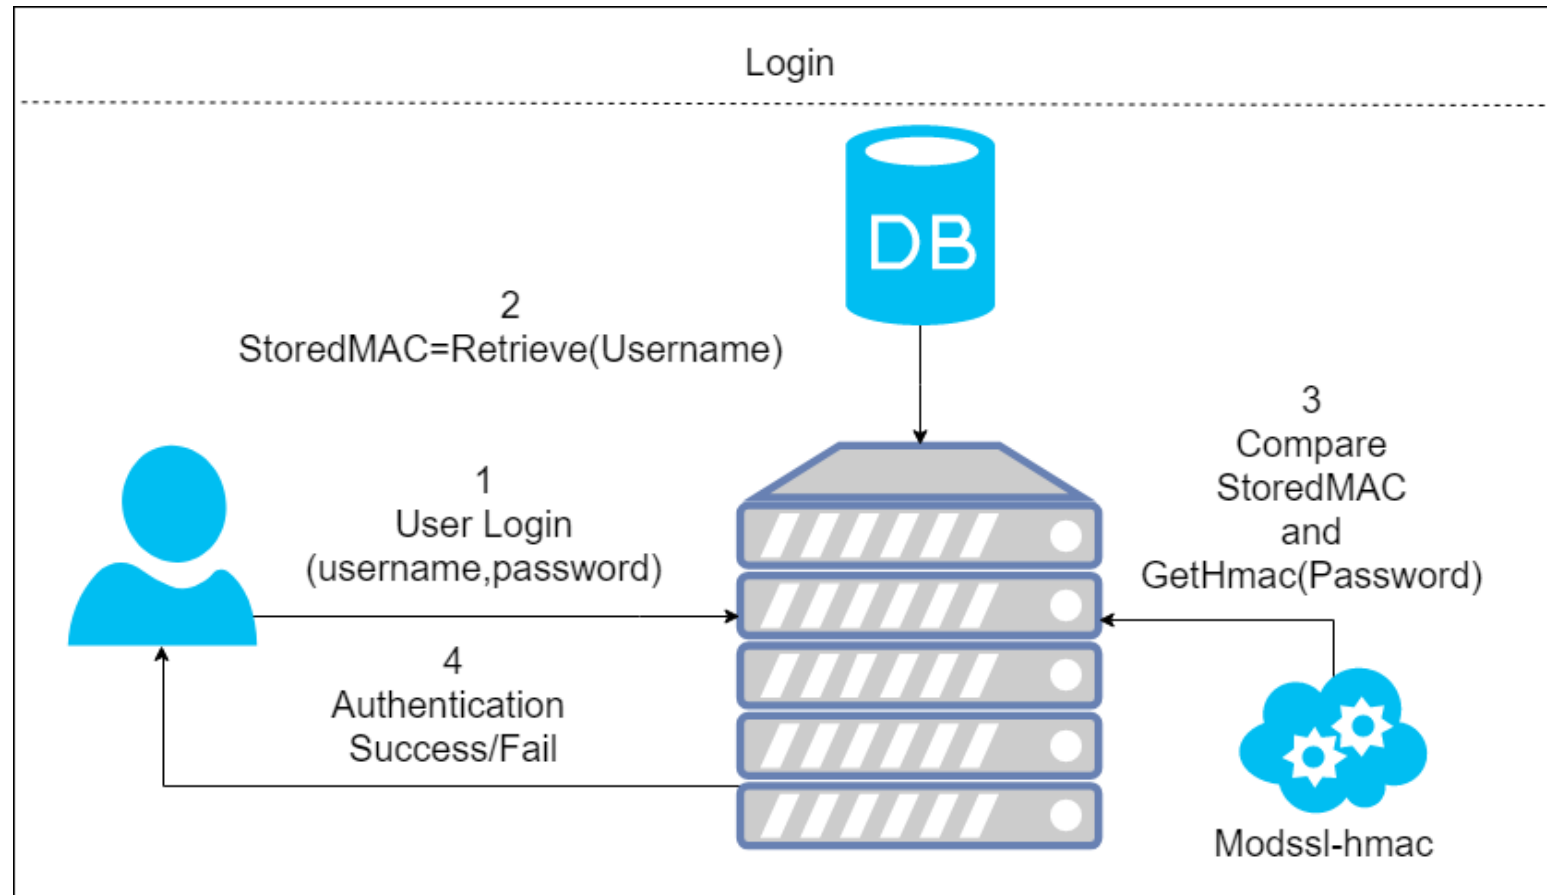 Login
DB
2
StoredMAC=Retrieve(Username)
3
Compare
StoredMAC
and
GetHmac(Password)
1
User Login
(username,password)
4
Authentication
Success/Fail
Modssl-hmac